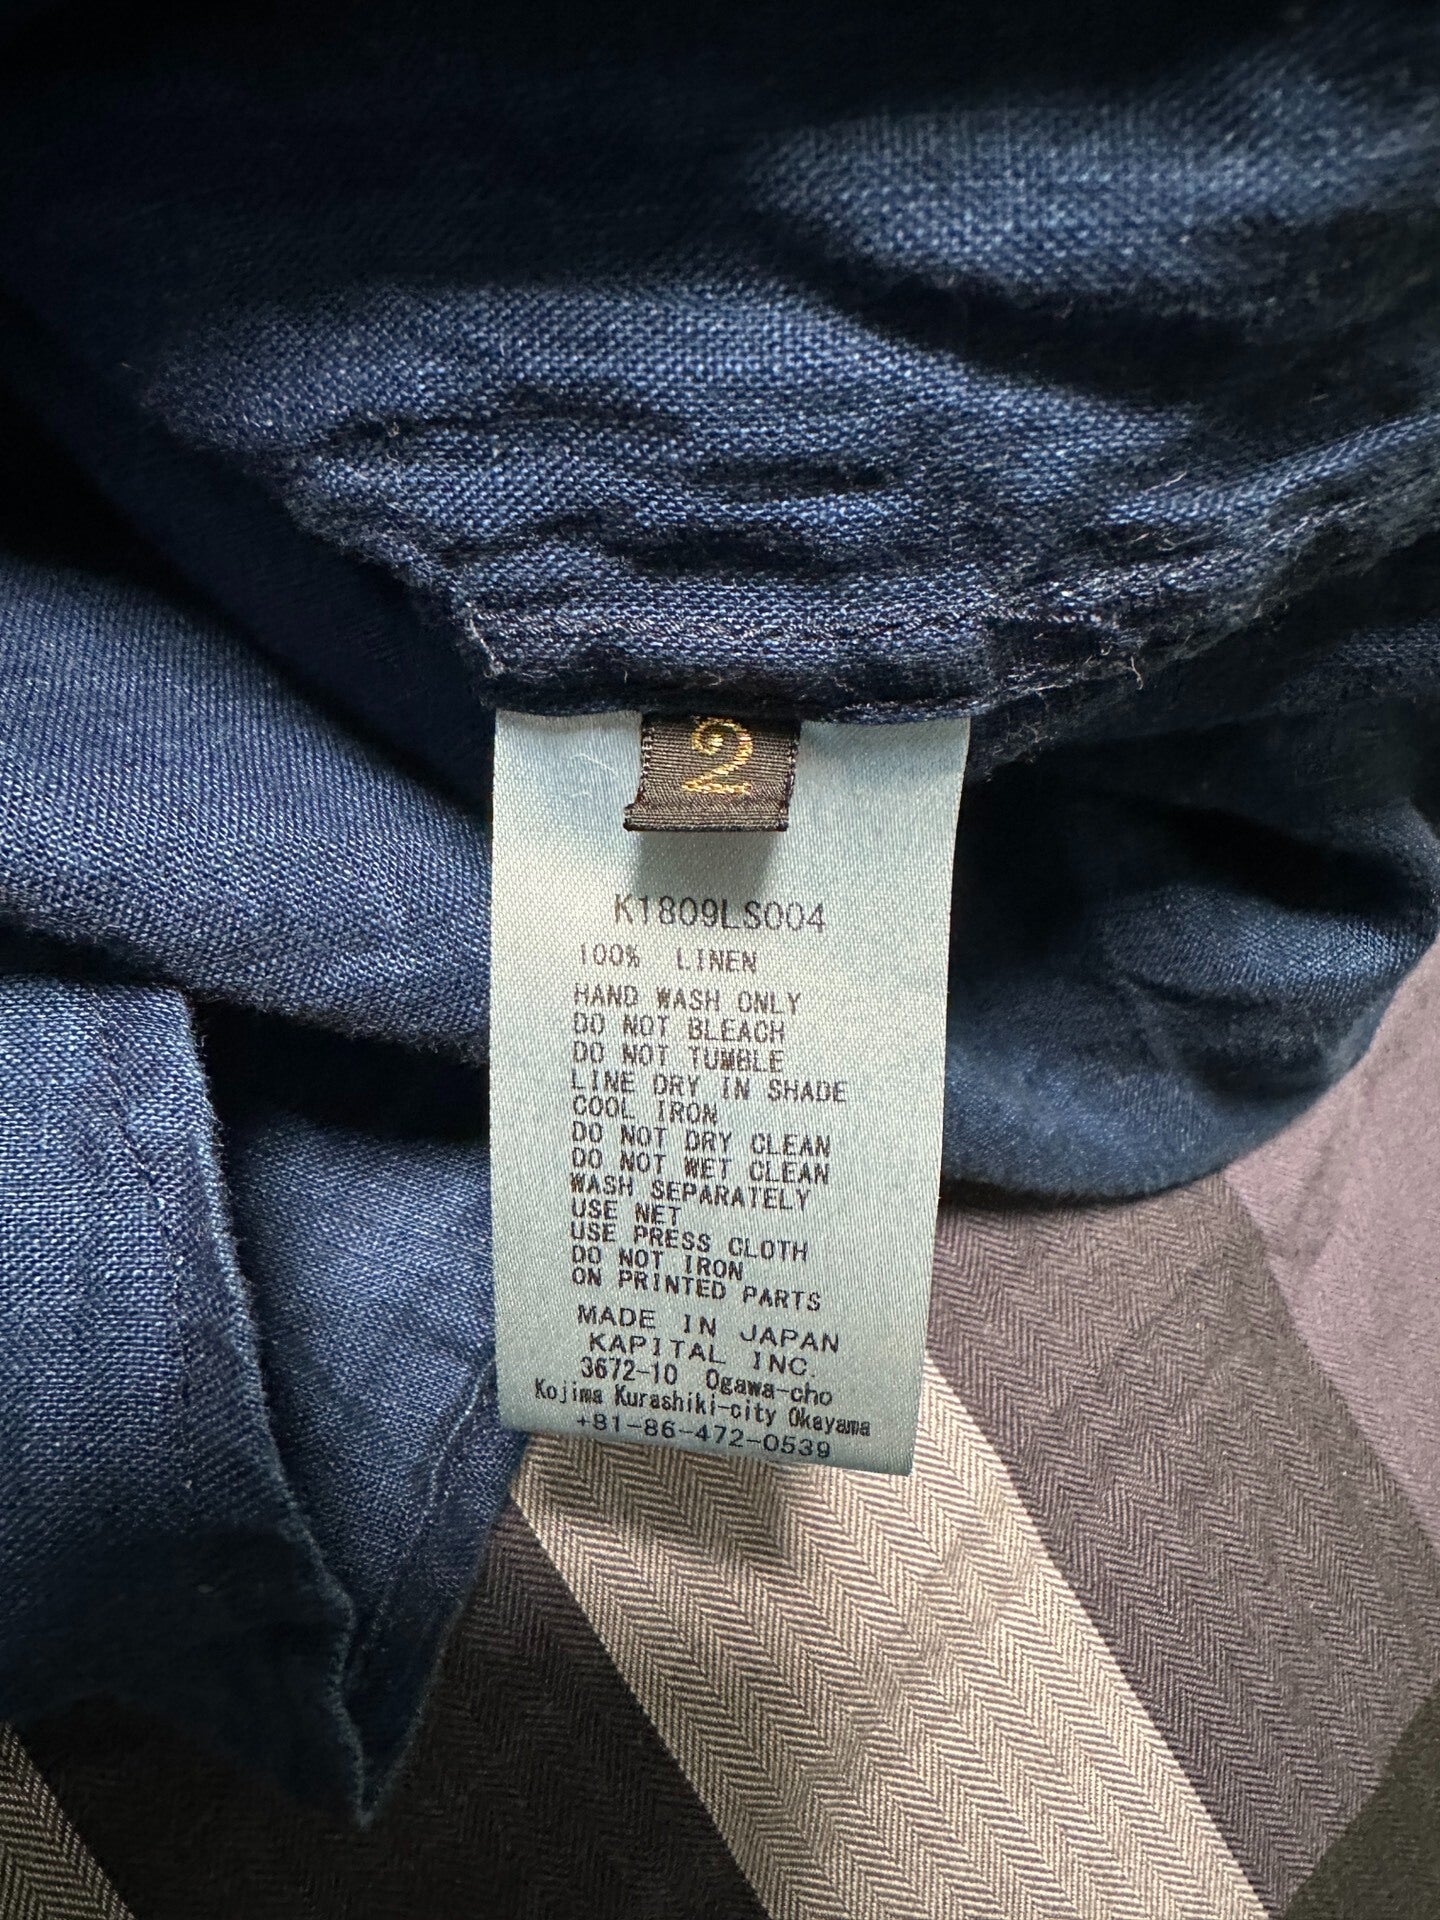 2
K1809LS004
100% LINEN
HAND WASH ONLY
DO NOT BLEACH
DO NOT TUMBLE
LINE DRY IN SHADE
COOL IRON
DO NOT DRY CLEAN
DO NOT WET CLEAN
WASH SEPARATELY
USE NET
USE PRESS CLOTH
DO NOT IRON
ON PRINTED PARTS
MADE IN JAPAN
KAPITAL INC.
3672-10 Ogawa-cho
Kojima Kurashiki-city Okayama
+81-86-472-0539